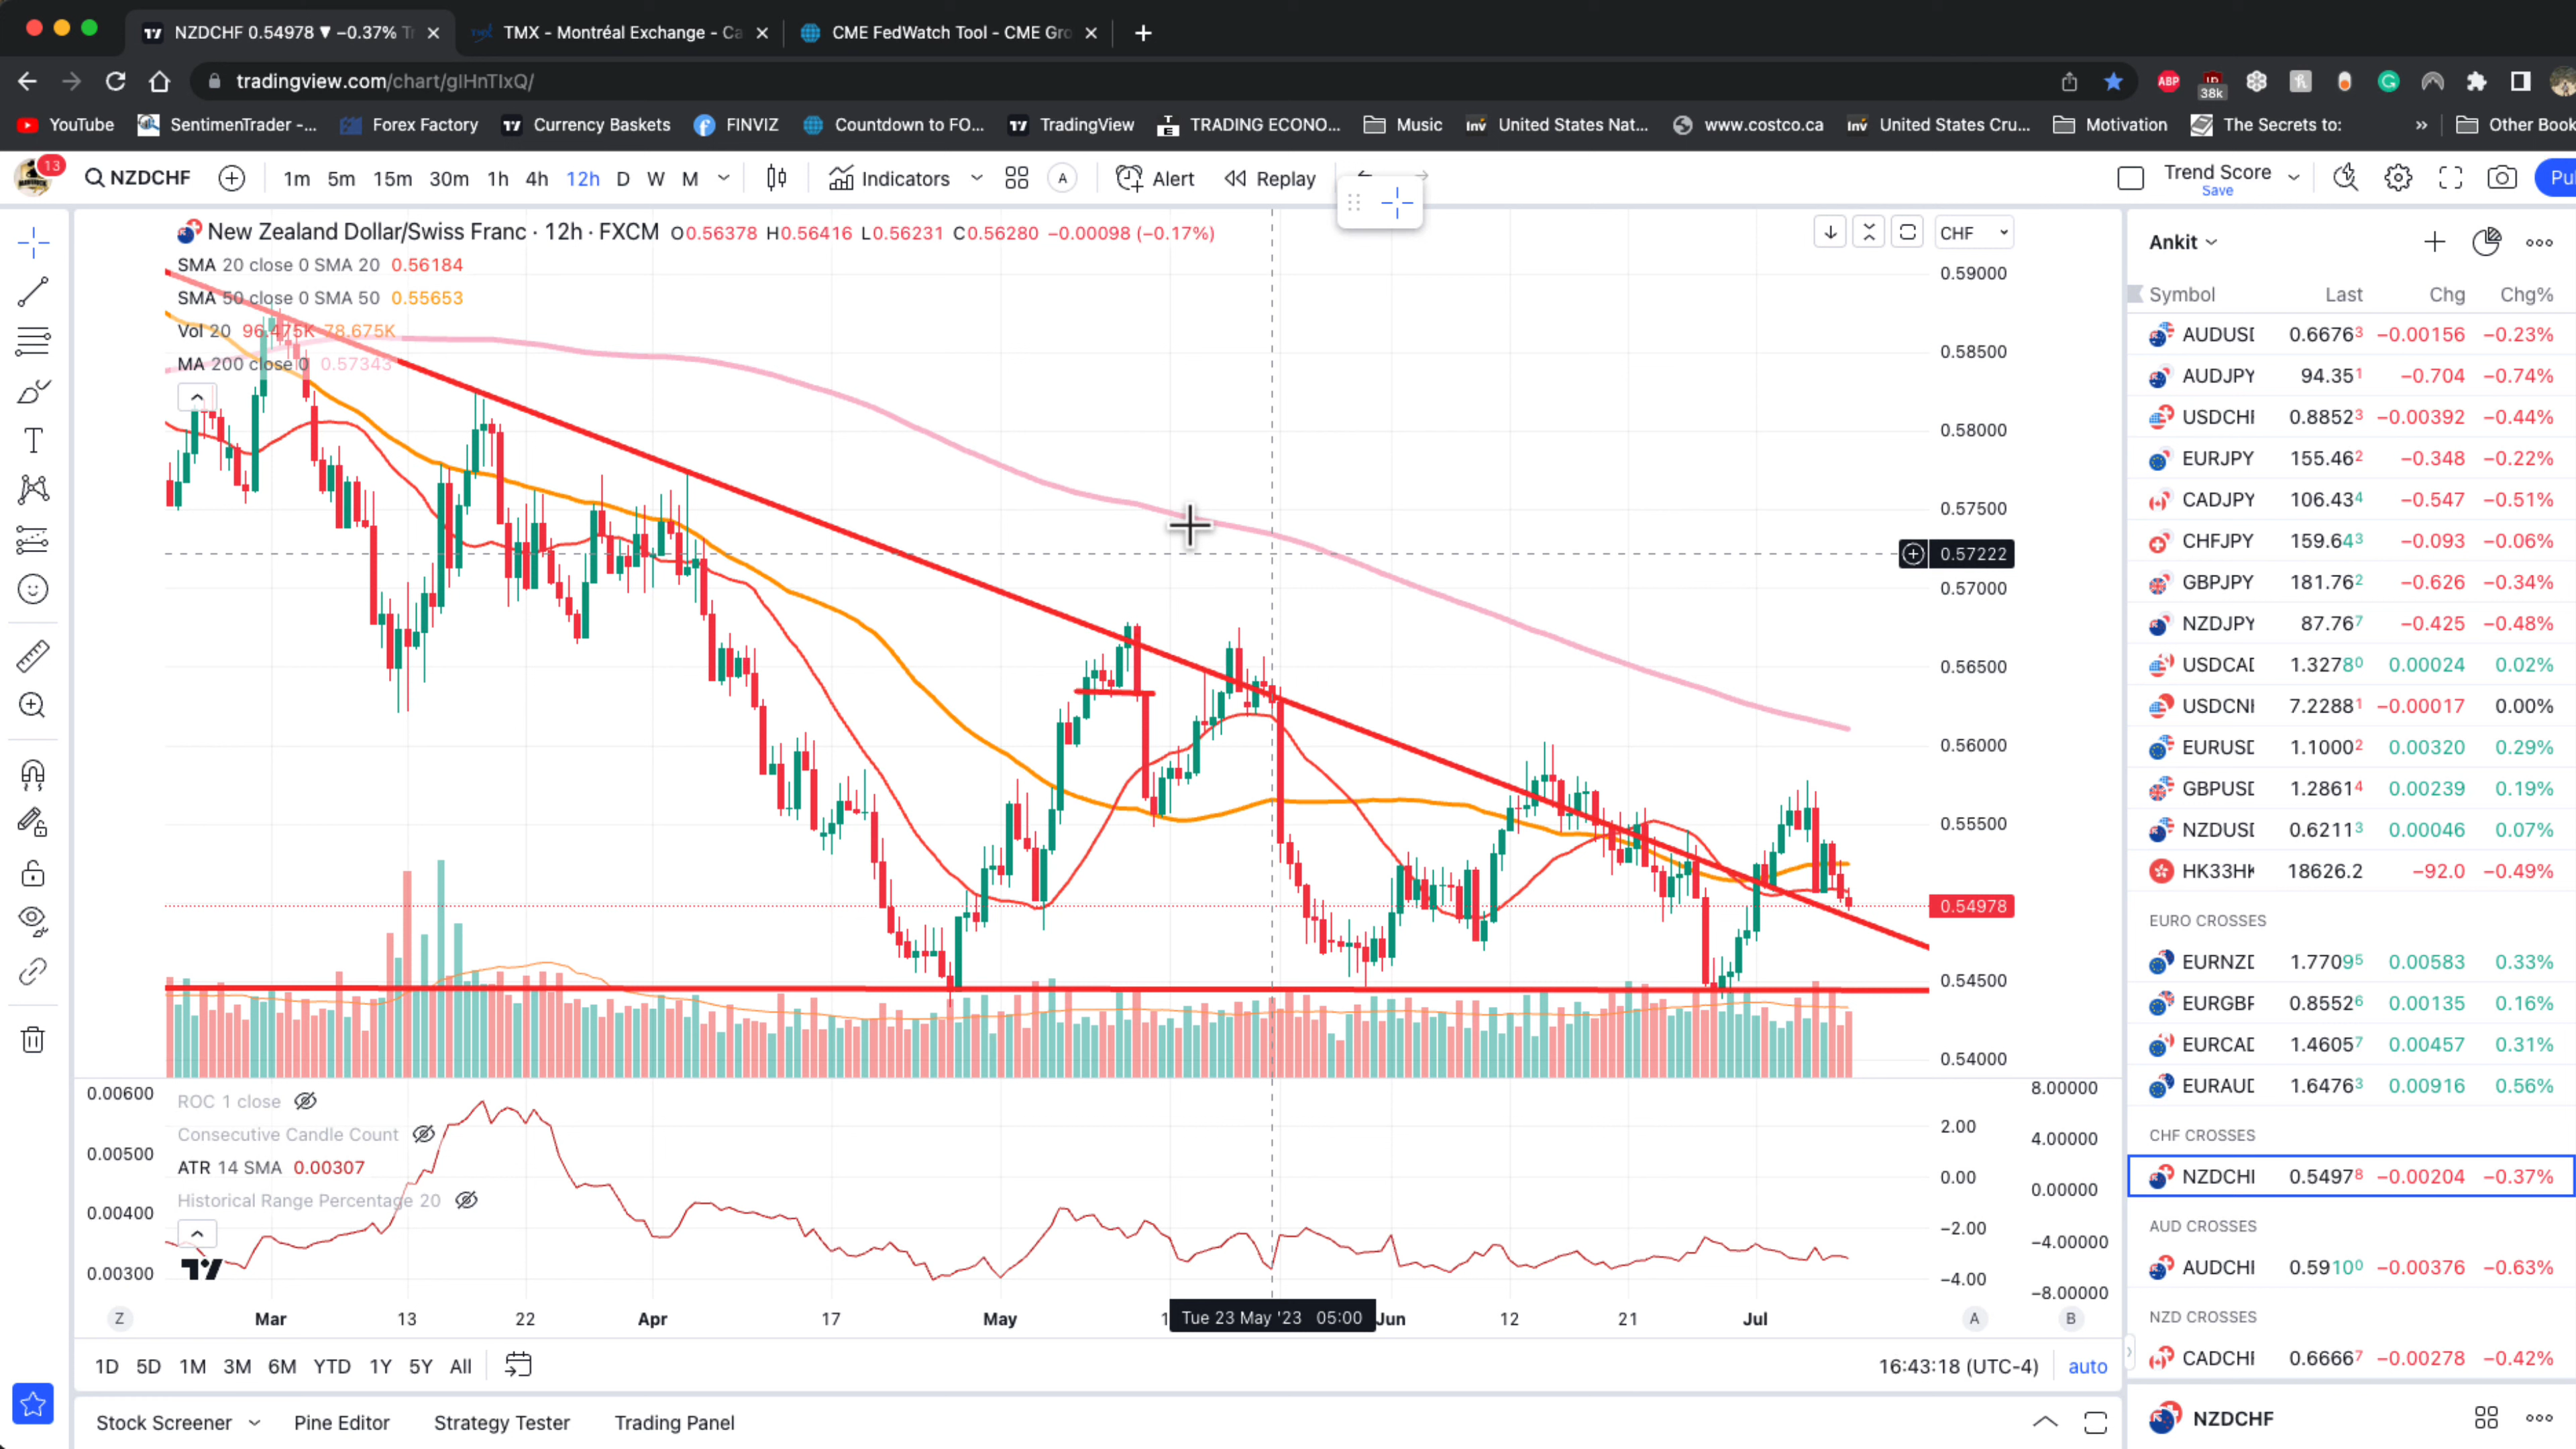 NZDCHF 0.54978 ▼ −0.37%
TMX - Montréal Exchange - Ca
CME FedWatch Tool - CME Gro
tradingview.com/chart/glHnTIxQ/
ABP
38k
YouTube
SentimenTrader -...
Forex Factory
Currency Baskets
FINVIZ
Countdown to FO...
TradingView
TRADING ECONO...
Music
United States Nat...
www.costco.ca
United States Cru...
Motivation
The Secrets to:
»
Other Book
13
NZDCHF
1m 5m 15m 30m 1h 4h 12h D W M
Indicators
A
Alert
Replay
Trend Score
Save
Pu
New Zealand Dollar/Swiss Franc · 12h · FXCM O0.56378 H0.56416 L0.56231 C0.56280 −0.00098 (−0.17%)
CHF
SMA 20 close 0 SMA 20 0.56184
SMA 50 close 0 SMA 50 0.55653
Vol 20 96.475K 78.675K
MA 200 close 0 0.57343
0.59000
0.58500
0.58000
0.57500
0.57222
0.57000
0.56500
0.56000
0.55500
0.54978
0.54500
0.54000
ROC 1 close
Consecutive Candle Count
ATR 14 SMA 0.00307
Historical Range Percentage 20
0.00600
0.00500
0.00400
0.00300
2.00
0.00
−2.00
−4.00
8.00000
4.00000
0.00000
−4.00000
−8.00000
Z Mar 13 22 Apr 17 May 1 Tue 23 May '23 05:00 Jun 12 21 Jul A B
1D 5D 1M 3M 6M YTD 1Y 5Y All
16:43:18 (UTC-4) auto
Stock Screener Pine Editor Strategy Tester Trading Panel
Ankit
Symbol Last Chg Chg%
AUDUSD 0.66763 −0.00156 −0.23%
AUDJPY 94.351 −0.704 −0.74%
USDCHF 0.88523 −0.00392 −0.44%
EURJPY 155.462 −0.348 −0.22%
CADJPY 106.434 −0.547 −0.51%
CHFJPY 159.643 −0.093 −0.06%
GBPJPY 181.762 −0.626 −0.34%
NZDJPY 87.767 −0.425 −0.48%
USDCAD 1.32780 0.00024 0.02%
USDCNH 7.22881 −0.00017 0.00%
EURUSD 1.10002 0.00320 0.29%
GBPUSD 1.28614 0.00239 0.19%
NZDUSD 0.62113 0.00046 0.07%
HK33HK 18626.2 −92.0 −0.49%
EURO CROSSES
EURNZD 1.77095 0.00583 0.33%
EURGBP 0.85526 0.00135 0.16%
EURCAD 1.46057 0.00457 0.31%
EURAUD 1.64763 0.00916 0.56%
CHF CROSSES
NZDCHF 0.54978 −0.00204 −0.37%
AUD CROSSES
AUDCHF 0.59100 −0.00376 −0.63%
NZD CROSSES
CADCHF 0.66667 −0.00278 −0.42%
NZDCHF